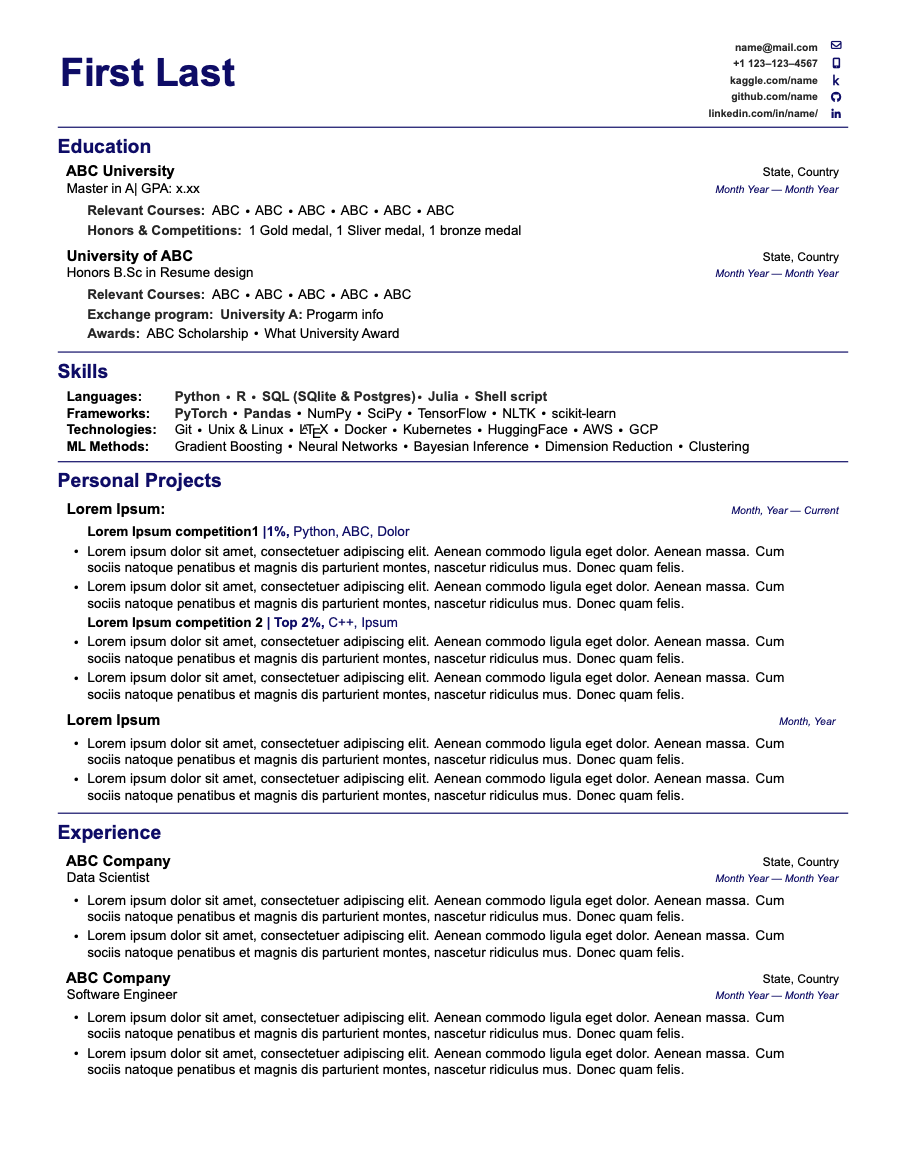 First Last
name@mail.com
+1 123–123–4567
kaggle.com/name
github.com/name
linkedin.com/in/name/
Education
ABC University State, Country
Master in A| GPA: x.xx Month Year — Month Year
Relevant Courses: ABC • ABC • ABC • ABC • ABC • ABC
Honors & Competitions: 1 Gold medal, 1 Sliver medal, 1 bronze medal
University of ABC State, Country
Honors B.Sc in Resume design Month Year — Month Year
Relevant Courses: ABC • ABC • ABC • ABC • ABC
Exchange program: University A: Progarm info
Awards: ABC Scholarship • What University Award
Skills
Languages: Python • R • SQL (SQlite & Postgres) • Julia • Shell script
Frameworks: PyTorch • Pandas • NumPy • SciPy • TensorFlow • NLTK • scikit-learn
Technologies: Git • Unix & Linux • LATEX • Docker • Kubernetes • HuggingFace • AWS • GCP
ML Methods: Gradient Boosting • Neural Networks • Bayesian Inference • Dimension Reduction • Clustering
Personal Projects
Lorem Ipsum: Month, Year — Current
Lorem Ipsum competition1 |1%, Python, ABC, Dolor
• Lorem ipsum dolor sit amet, consectetuer adipiscing elit. Aenean commodo ligula eget dolor. Aenean massa. Cum
sociis natoque penatibus et magnis dis parturient montes, nascetur ridiculus mus. Donec quam felis.
• Lorem ipsum dolor sit amet, consectetuer adipiscing elit. Aenean commodo ligula eget dolor. Aenean massa. Cum
sociis natoque penatibus et magnis dis parturient montes, nascetur ridiculus mus. Donec quam felis.
Lorem Ipsum competition 2 | Top 2%, C++, Ipsum
• Lorem ipsum dolor sit amet, consectetuer adipiscing elit. Aenean commodo ligula eget dolor. Aenean massa. Cum
sociis natoque penatibus et magnis dis parturient montes, nascetur ridiculus mus. Donec quam felis.
• Lorem ipsum dolor sit amet, consectetuer adipiscing elit. Aenean commodo ligula eget dolor. Aenean massa. Cum
sociis natoque penatibus et magnis dis parturient montes, nascetur ridiculus mus. Donec quam felis.
Lorem Ipsum Month, Year
• Lorem ipsum dolor sit amet, consectetuer adipiscing elit. Aenean commodo ligula eget dolor. Aenean massa. Cum
sociis natoque penatibus et magnis dis parturient montes, nascetur ridiculus mus. Donec quam felis.
• Lorem ipsum dolor sit amet, consectetuer adipiscing elit. Aenean commodo ligula eget dolor. Aenean massa. Cum
sociis natoque penatibus et magnis dis parturient montes, nascetur ridiculus mus. Donec quam felis.
Experience
ABC Company State, Country
Data Scientist Month Year — Month Year
• Lorem ipsum dolor sit amet, consectetuer adipiscing elit. Aenean commodo ligula eget dolor. Aenean massa. Cum
sociis natoque penatibus et magnis dis parturient montes, nascetur ridiculus mus. Donec quam felis.
• Lorem ipsum dolor sit amet, consectetuer adipiscing elit. Aenean commodo ligula eget dolor. Aenean massa. Cum
sociis natoque penatibus et magnis dis parturient montes, nascetur ridiculus mus. Donec quam felis.
ABC Company State, Country
Software Engineer Month Year — Month Year
• Lorem ipsum dolor sit amet, consectetuer adipiscing elit. Aenean commodo ligula eget dolor. Aenean massa. Cum
sociis natoque penatibus et magnis dis parturient montes, nascetur ridiculus mus. Donec quam felis.
• Lorem ipsum dolor sit amet, consectetuer adipiscing elit. Aenean commodo ligula eget dolor. Aenean massa. Cum
sociis natoque penatibus et magnis dis parturient montes, nascetur ridiculus mus. Donec quam felis.